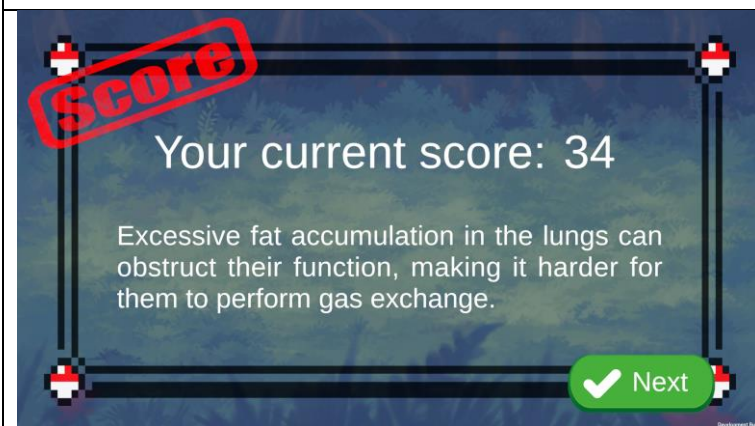 Score
Your current score: 34
Excessive fat accumulation in the lungs can
obstruct their function, making it harder for
them to perform gas exchange.
Next